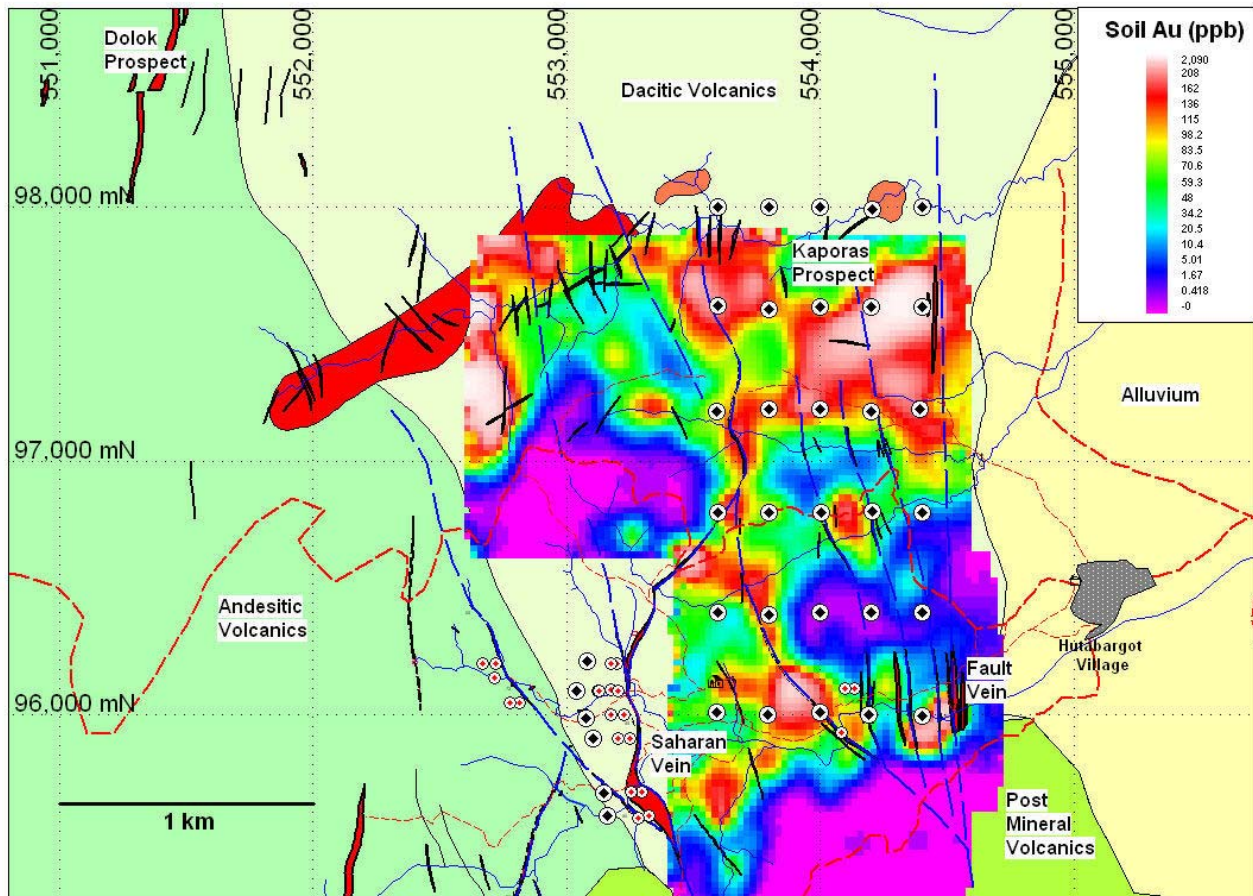 551,000
552,000
553,000
554,000
555,000
Dolok
Prospect
Dacitic Volcanics
Soil Au (ppb)
2,090
208
162
136
115
98.2
83.5
70.6
59.3
48
34.2
20.5
10.4
5.01
1.67
0.418
-0
98,000 mN
Kaporas
Prospect
Alluvium
97,000 mN
Andesitic
Volcanics
Hutabargot
Village
Fault
Vein
96,000 mN
Saharan
Vein
Post
Mineral
Volcanics
1 km